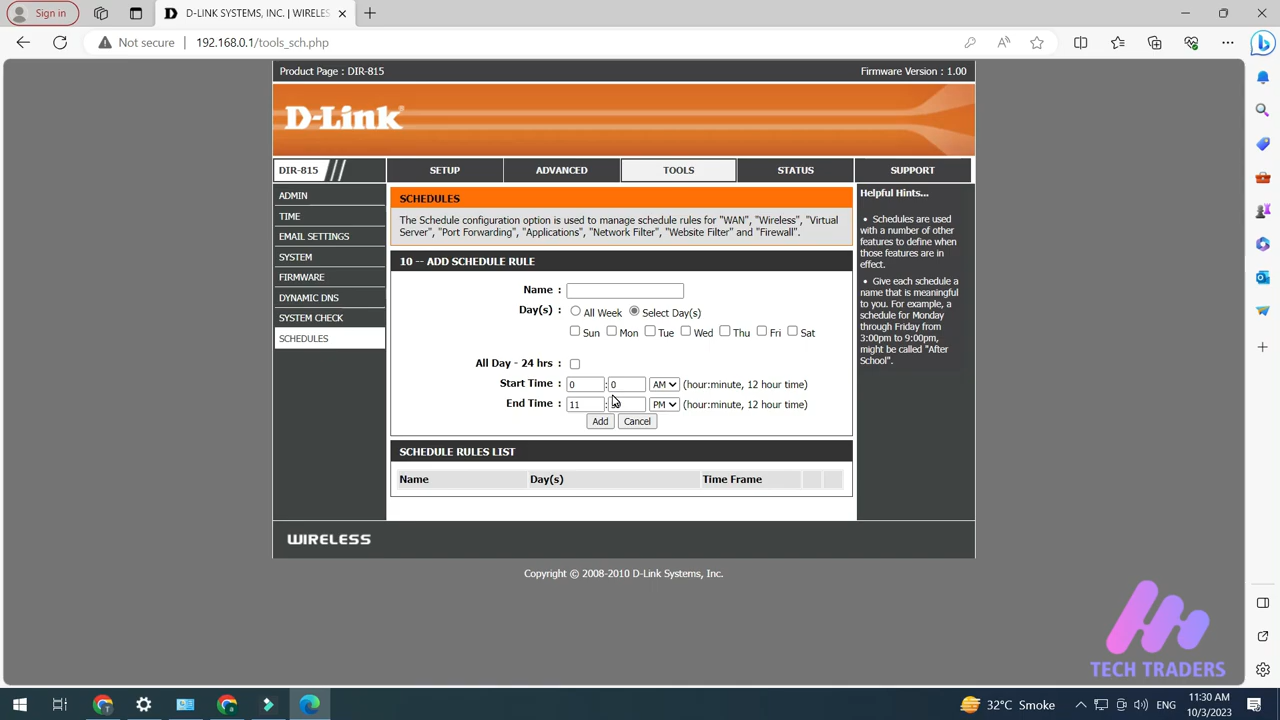 Sign in
D-LINK SYSTEMS, INC. | WIRELES
Not secure
192.168.0.1/tools_sch.php
Product Page : DIR-815
Firmware Version : 1.00
D-Link
DIR-815
SETUP
ADVANCED
TOOLS
STATUS
SUPPORT
ADMIN
TIME
EMAIL SETTINGS
SYSTEM
FIRMWARE
DYNAMIC DNS
SYSTEM CHECK
SCHEDULES
SCHEDULES
The Schedule configuration option is used to manage schedule rules for "WAN", "Wireless", "Virtual
Server", "Port Forwarding", "Applications", "Network Filter", "Website Filter" and "Firewall".
10 -- ADD SCHEDULE RULE
Name :
Day(s) : All Week Select Day(s)
Sun Mon Tue Wed Thu Fri Sat
All Day - 24 hrs :
Start Time : 0 : 0 AM (hour:minute, 12 hour time)
End Time : 11 : PM (hour:minute, 12 hour time)
Add Cancel
SCHEDULE RULES LIST
Name Day(s) Time Frame
Helpful Hints...
• Schedules are used
with a number of other
features to define when
those features are in
effect.
• Give each schedule a
name that is meaningful
to you. For example, a
schedule for Monday
through Friday from
3:00pm to 9:00pm,
might be called "After
School".
WIRELESS
Copyright © 2008-2010 D-Link Systems, Inc.
TECH TRADERS
32°C Smoke
ENG
11:30 AM
10/3/2023